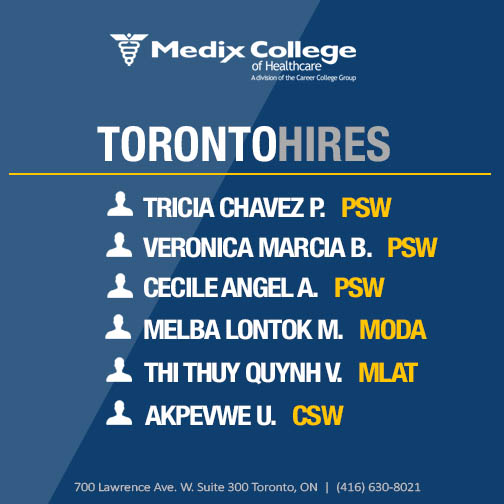 Medix College
of Healthcare
A division of the Career College Group
TORONTOHIRES
TRICIA CHAVEZ P. PSW
VERONICA MARCIA B. PSW
CECILE ANGEL A. PSW
MELBA LONTOK M. MODA
THI THUY QUYNH V. MLAT
AKPEVWE U. CSW
700 Lawrence Ave. W. Suite 300 Toronto, ON | (416) 630-8021